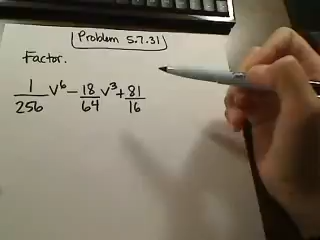 Problem 5.7.31
Factor.
1/256 v⁶ - 18/64 v³ + 81/16